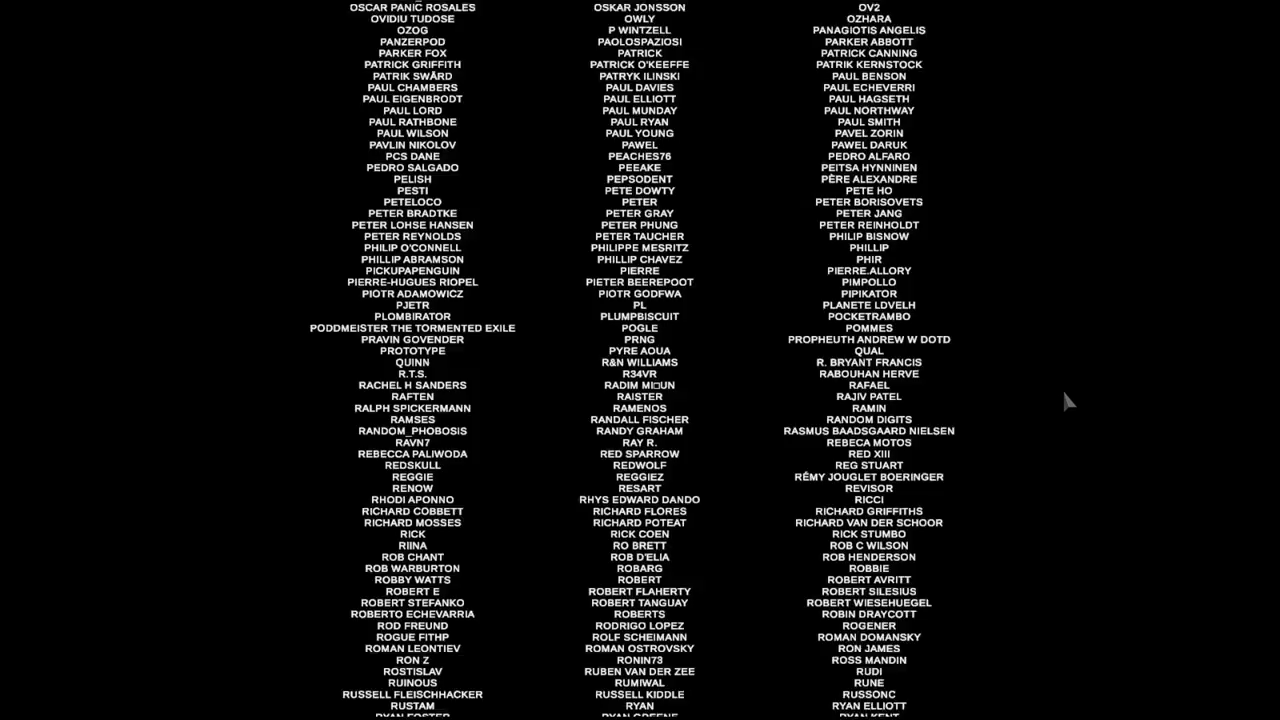 OSCAR PANIĆ ROSALES OSKAR JONSSON OV2
OVIDIU TUDOSE OWLY OZHARA
OZOG P WINTZELL PANAGIOTIS ANGELIS
PANZERPOD PAOLOSPAZIOSI PARKER ABBOTT
PARKER FOX PATRICK PATRICK CANNING
PATRICK GRIFFITH PATRICK O'KEEFFE PATRIK KERNSTOCK
PATRIK SWÄRD PATRYK ILINSKI PAUL BENSON
PAUL CHAMBERS PAUL DAVIES PAUL ECHEVERRI
PAUL EIGENBRODT PAUL ELLIOTT PAUL HAGSETH
PAUL LORD PAUL MUNDAY PAUL NORTHWAY
PAUL RATHBONE PAUL RYAN PAUL SMITH
PAUL WILSON PAUL YOUNG PAVEL ZORIN
PAVLIN NIKOLOV PAWEL PAWEL DARUK
PCS DANE PEACHES76 PEDRO ALFARO
PEDRO SALGADO PEEAKE PEITSA HYNNINEN
PELISH PEPSODENT PÈRE ALEXANDRE
PESTI PETE DOWTY PETE HO
PETELOCO PETER PETER BORISOVETS
PETER BRADTKE PETER GRAY PETER JANG
PETER LOHSE HANSEN PETER PHUNG PETER REINHOLDT
PETER REYNOLDS PETER TAUCHER PHILIP BISNOW
PHILIP O'CONNELL PHILIPPE MESRITZ PHILLIP
PHILLIP ABRAMSON PHILLIP CHAVEZ PHIR
PICKUPAPENGUIN PIERRE PIERRE.ALLORY
PIERRE-HUGUES RIOPEL PIETER BEEREPOOT PIMPOLLO
PIOTR ADAMOWICZ PIOTR GODFWA PIPIKATOR
PJETR PL PLANETE LDVELH
PLOMBIRATOR PLUMPBISCUIT POCKETRAMBO
PODDMEISTER THE TORMENTED EXILE POGLE POMMES
PRAVIN GOVENDER PRNG PROPHEUTH ANDREW W DOTD
PROTOTYPE PYRE AOUA QUAL
QUINN R&N WILLIAMS R. BRYANT FRANCIS
R.T.S. R34VR RABOUHAN HERVE
RACHEL H SANDERS RADIM MI□UN RAFAEL
RAFTEN RAISTER RAJIV PATEL
RALPH SPICKERMANN RAMENOS RAMIN
RAMSES RANDALL FISCHER RANDOM DIGITS
RANDOM_PHOBOSIS RANDY GRAHAM RASMUS BAADSGAARD NIELSEN
RAVN7 RAY R. REBECA MOTOS
REBECCA PALIWODA RED SPARROW RED XIII
REDSKULL REDWOLF REG STUART
REGGIE REGGIEZ RÉMY JOUGLET BOERINGER
RENOW RESART REVISOR
RHODI APONNO RHYS EDWARD DANDO RICCI
RICHARD COBBETT RICHARD FLORES RICHARD GRIFFITHS
RICHARD MOSSES RICHARD POTEAT RICHARD VAN DER SCHOOR
RICK RICK COEN RICK STUMBO
RIINA RO BRETT ROB C WILSON
ROB CHANT ROB D'ELIA ROB HENDERSON
ROB WARBURTON ROBARG ROBBIE
ROBBY WATTS ROBERT ROBERT AVRITT
ROBERT E ROBERT FLAHERTY ROBERT SILESIUS
ROBERT STEFANKO ROBERT TANGUAY ROBERT WIESEHUEGEL
ROBERTO ECHEVARRIA ROBERTS ROBIN DRAYCOTT
ROD FREUND RODRIGO LOPEZ ROGENER
ROGUE FITHP ROLF SCHEIMANN ROMAN DOMANSKY
ROMAN LEONTIEV ROMAN OSTROVSKY RON JAMES
RON Z RONIN73 ROSS MANDIN
ROSTISLAV RUBEN VAN DER ZEE RUDI
RUINOUS RUMIWAL RUNE
RUSSELL FLEISCHHACKER RUSSELL KIDDLE RUSSONC
RUSTAM RYAN RYAN ELLIOTT
RYAN FOSTER RYAN GREENE RYAN KENT